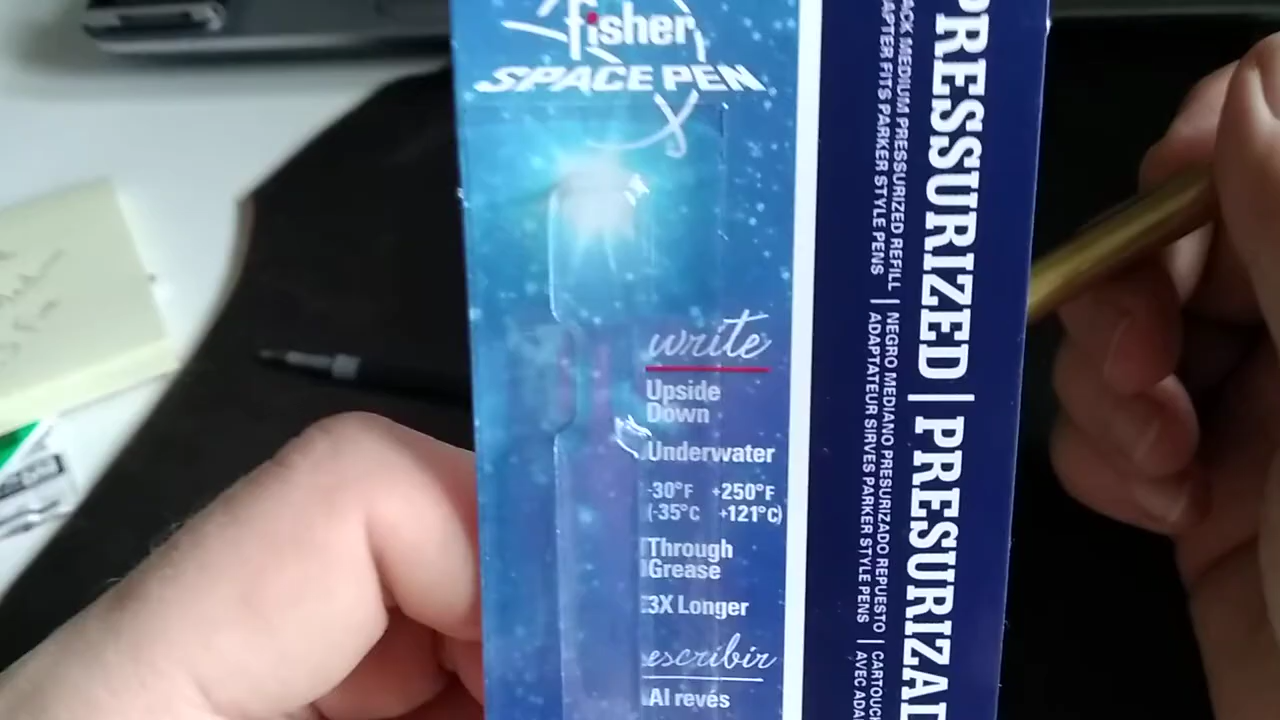 fisher
SPACE PEN
write
Upside
Down
Underwater
-30°F +250°F
(-35°C +121°C)
Through
Grease
3X Longer
escribir
Al revés
PRESSURIZED | PRESURIZAD
ACK MEDIUM PRESSURIZED REFILL | NEGRO MEDIANO PRESURIZADO REPUESTO | CARTOUC
APTER FITS PARKER STYLE PENS | ADAPTATEUR SIRVES PARKER STYLE PENS | AVEC ADA